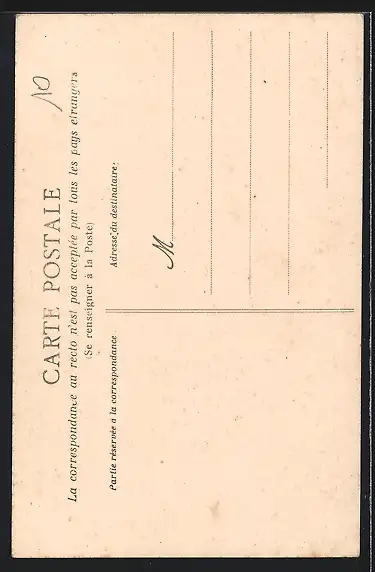 10
CARTE POSTALE
La correspondance au recto n'est pas acceptée par tous les pays étrangers
(Se renseigner à la Poste)
Partie réservée à la correspondance
Adresse du destinataire:
M